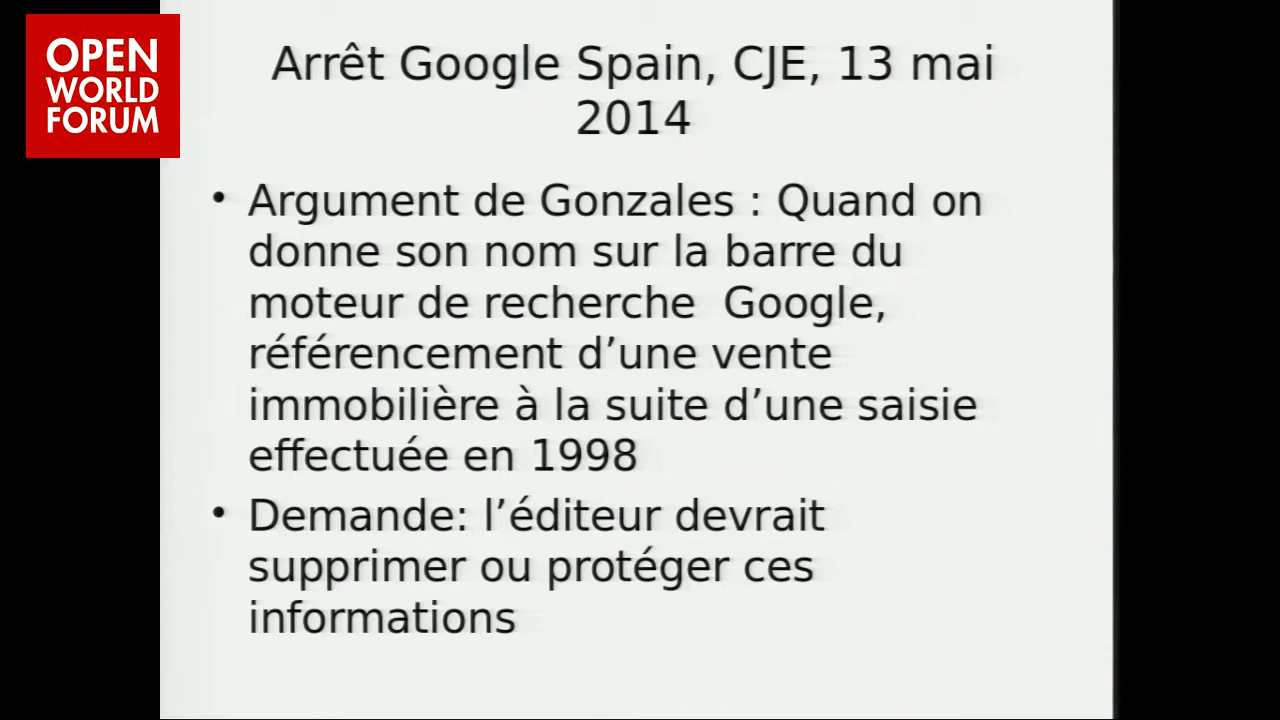 OPEN
WORLD
FORUM
Arrêt Google Spain, CJE, 13 mai
2014
• Argument de Gonzales : Quand on
donne son nom sur la barre du
moteur de recherche  Google,
référencement d’une vente
immobilière à la suite d’une saisie
effectuée en 1998
• Demande: l’éditeur devrait
supprimer ou protéger ces
informations